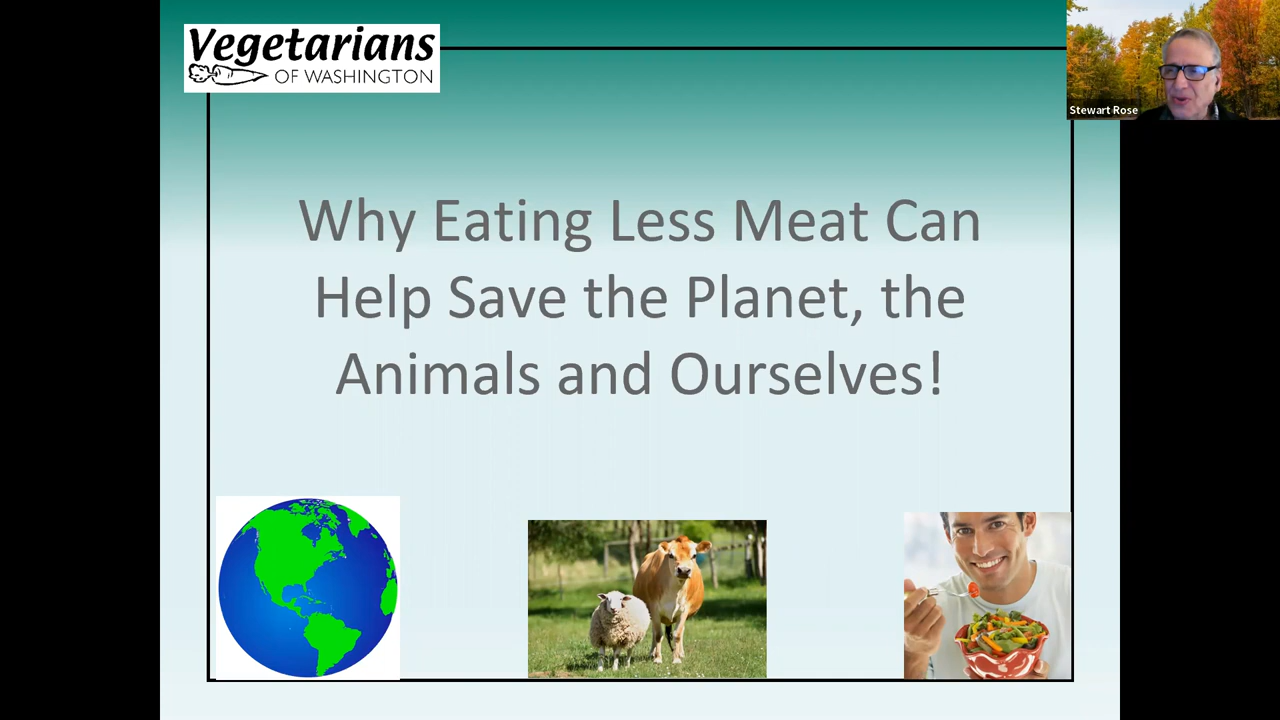 Vegetarians
OF WASHINGTON
Stewart Rose
Why Eating Less Meat Can
Help Save the Planet, the
Animals and Ourselves!